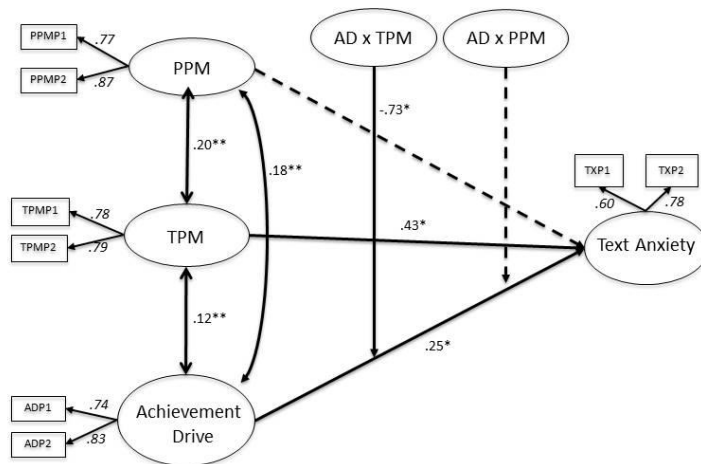 PPMP1
.77
PPMP2
.87
PPM
AD x TPM
AD x PPM
-.73*
.20**
.18**
TXP1
TXP2
.60
.78
TPMP1
.78
TPMP2
.79
TPM
.43*
Text Anxiety
.12**
.25*
ADP1
.74
ADP2
.83
Achievement
Drive